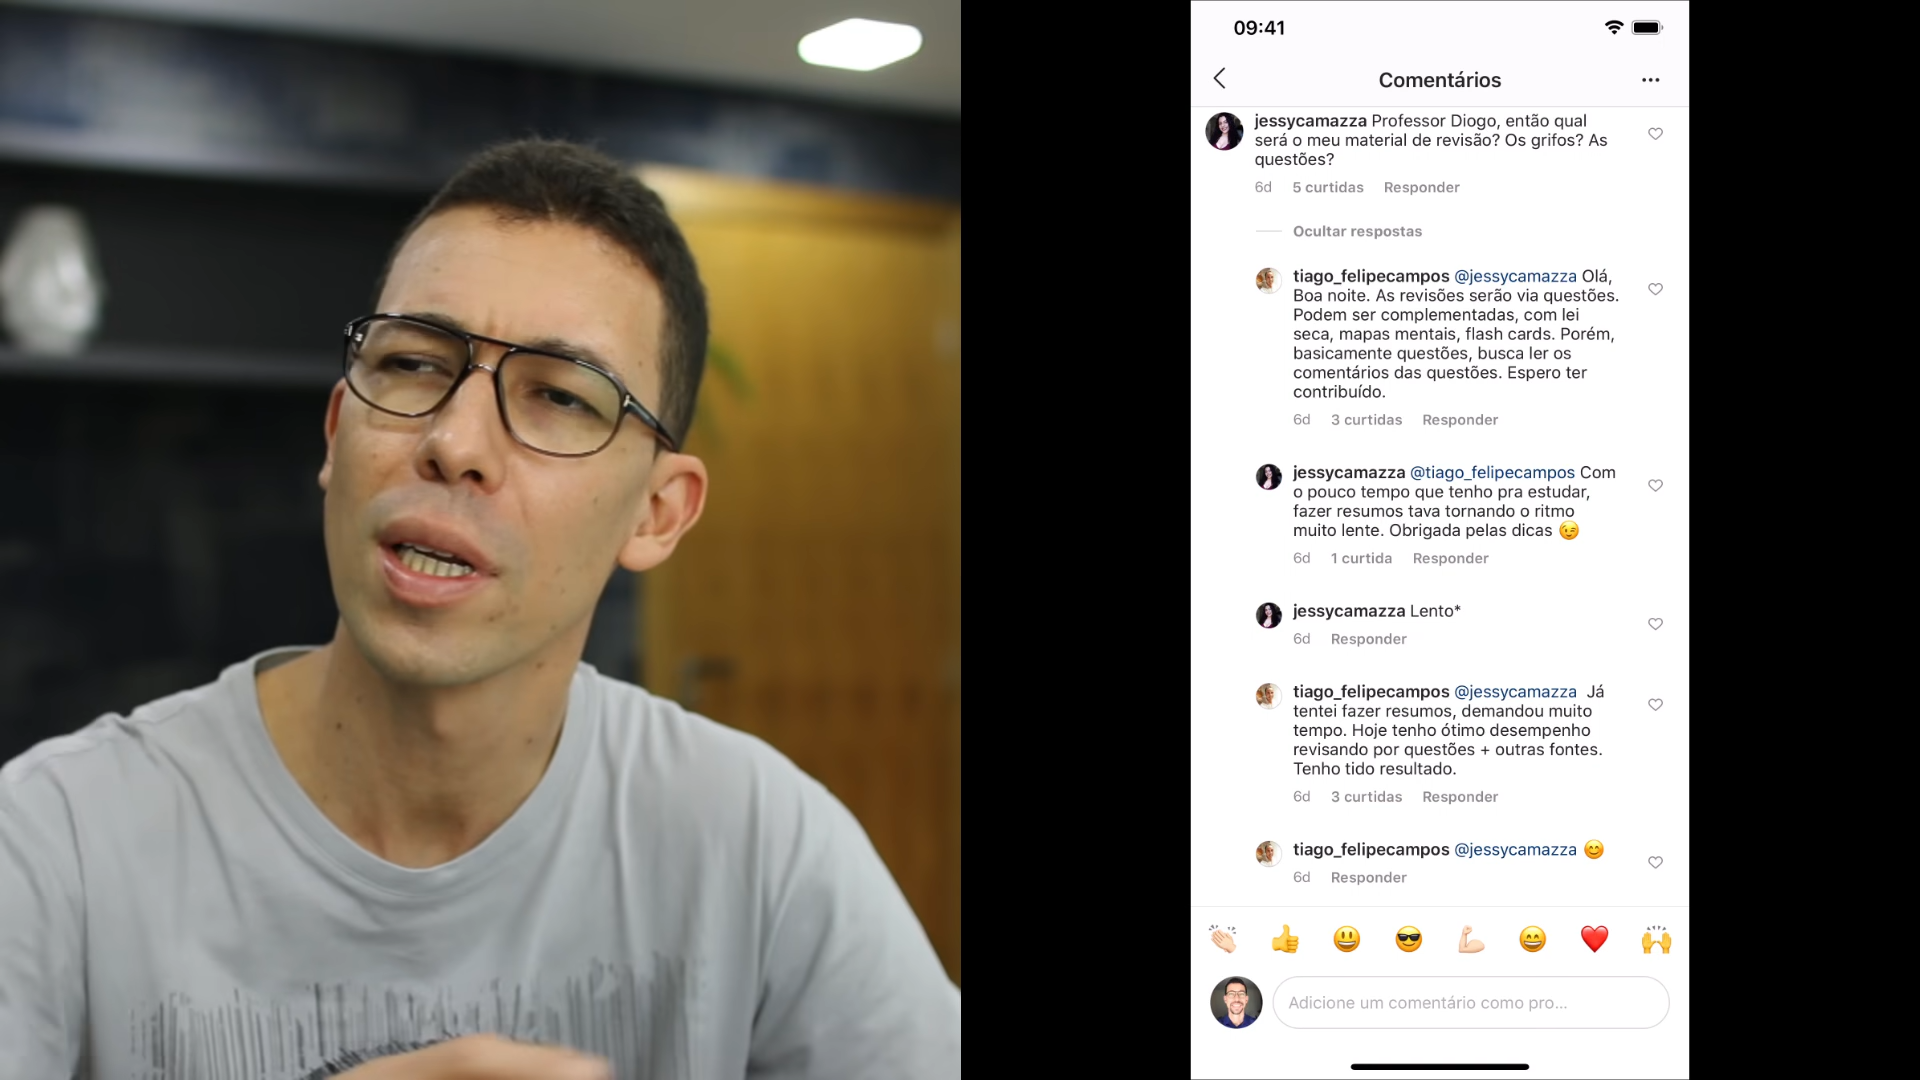 09:41
Comentários
jessycamazza Professor Diogo, então qual
será o meu material de revisão? Os grifos? As
questões?
6d 5 curtidas Responder
Ocultar respostas
tiago_felipecampos @jessycamazza Olá,
Boa noite. As revisões serão via questões.
Podem ser complementadas, com lei
seca, mapas mentais, flash cards. Porém,
basicamente questões, busca ler os
comentários das questões. Espero ter
contribuído.
6d 3 curtidas Responder
jessycamazza @tiago_felipecampos Com
o pouco tempo que tenho pra estudar,
fazer resumos tava tornando o ritmo
muito lente. Obrigada pelas dicas 😉
6d 1 curtida Responder
jessycamazza Lento*
6d Responder
tiago_felipecampos @jessycamazza Já
tentei fazer resumos, demandou muito
tempo. Hoje tenho ótimo desempenho
revisando por questões + outras fontes.
Tenho tido resultado.
6d 3 curtidas Responder
tiago_felipecampos @jessycamazza 😊
6d Responder
👏🏻 👍 😃 😎 💪🏻 😄 ❤️ 🙌
Adicione um comentário como pro...